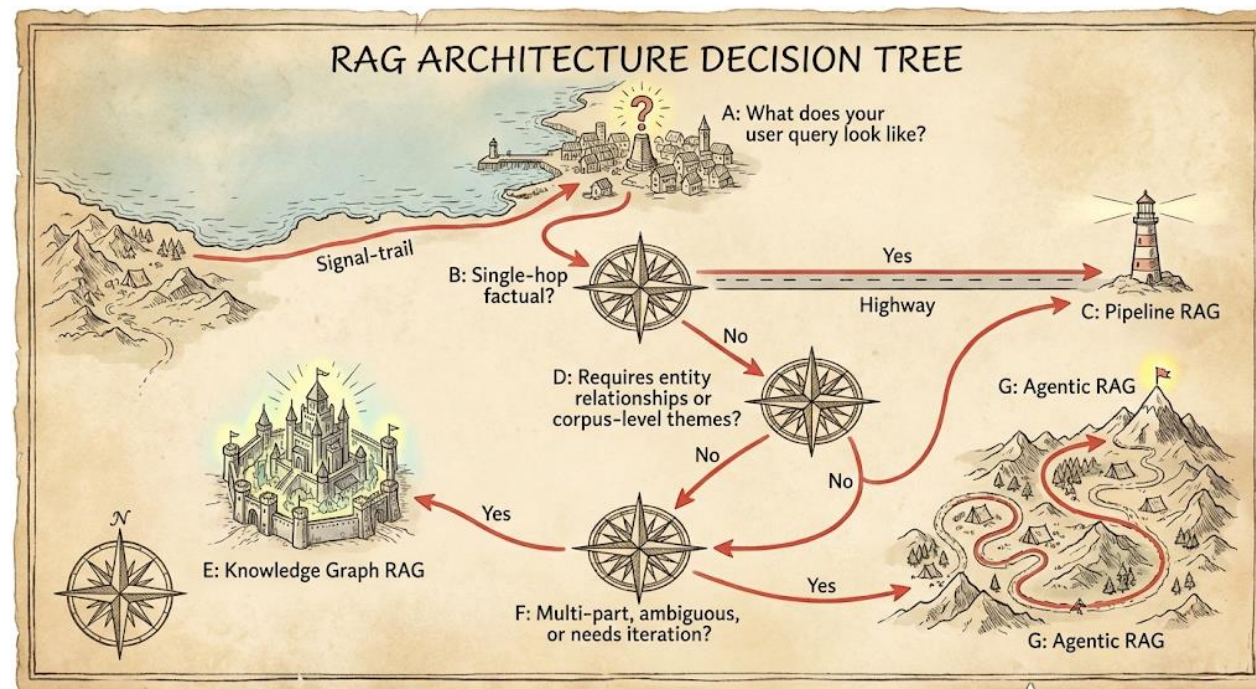 RAG ARCHITECTURE DECISION TREE
?
A: What does your
user query look like?
Signal-trail
B: Single-hop
factual?
Yes
Highway
C: Pipeline RAG
No
D: Requires entity
relationships or
corpus-level themes?
G: Agentic RAG
No
No
Yes
N
E: Knowledge Graph RAG
Yes
F: Multi-part, ambiguous,
or needs iteration?
G: Agentic RAG